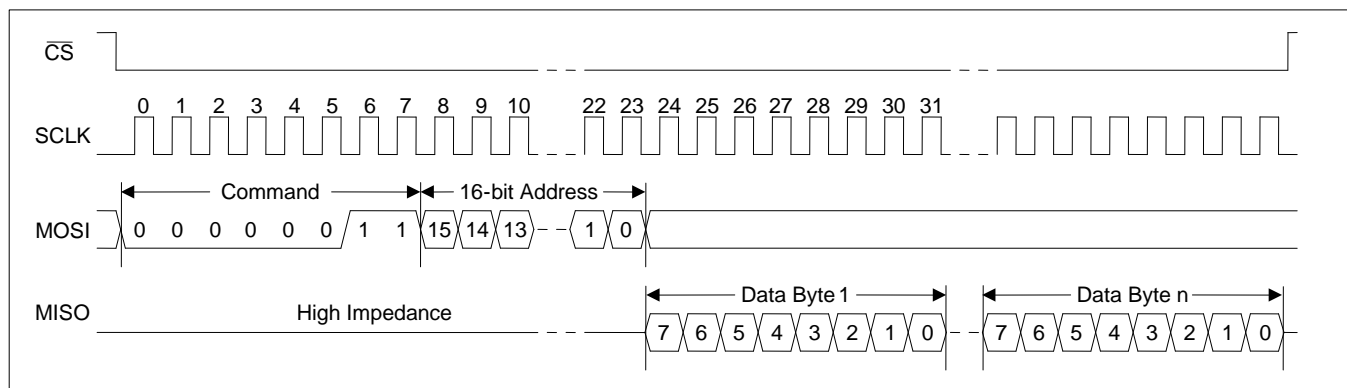 CS
0 1 2 3 4 5 6 7 8 9 10 22 23 24 25 26 27 28 29 30 31
SCLK
Command 16-bit Address
MOSI 0 0 0 0 0 0 1 1 15 14 13 1 0
Data Byte 1 Data Byte n
MISO High Impedance
7 6 5 4 3 2 1 0 7 6 5 4 3 2 1 0